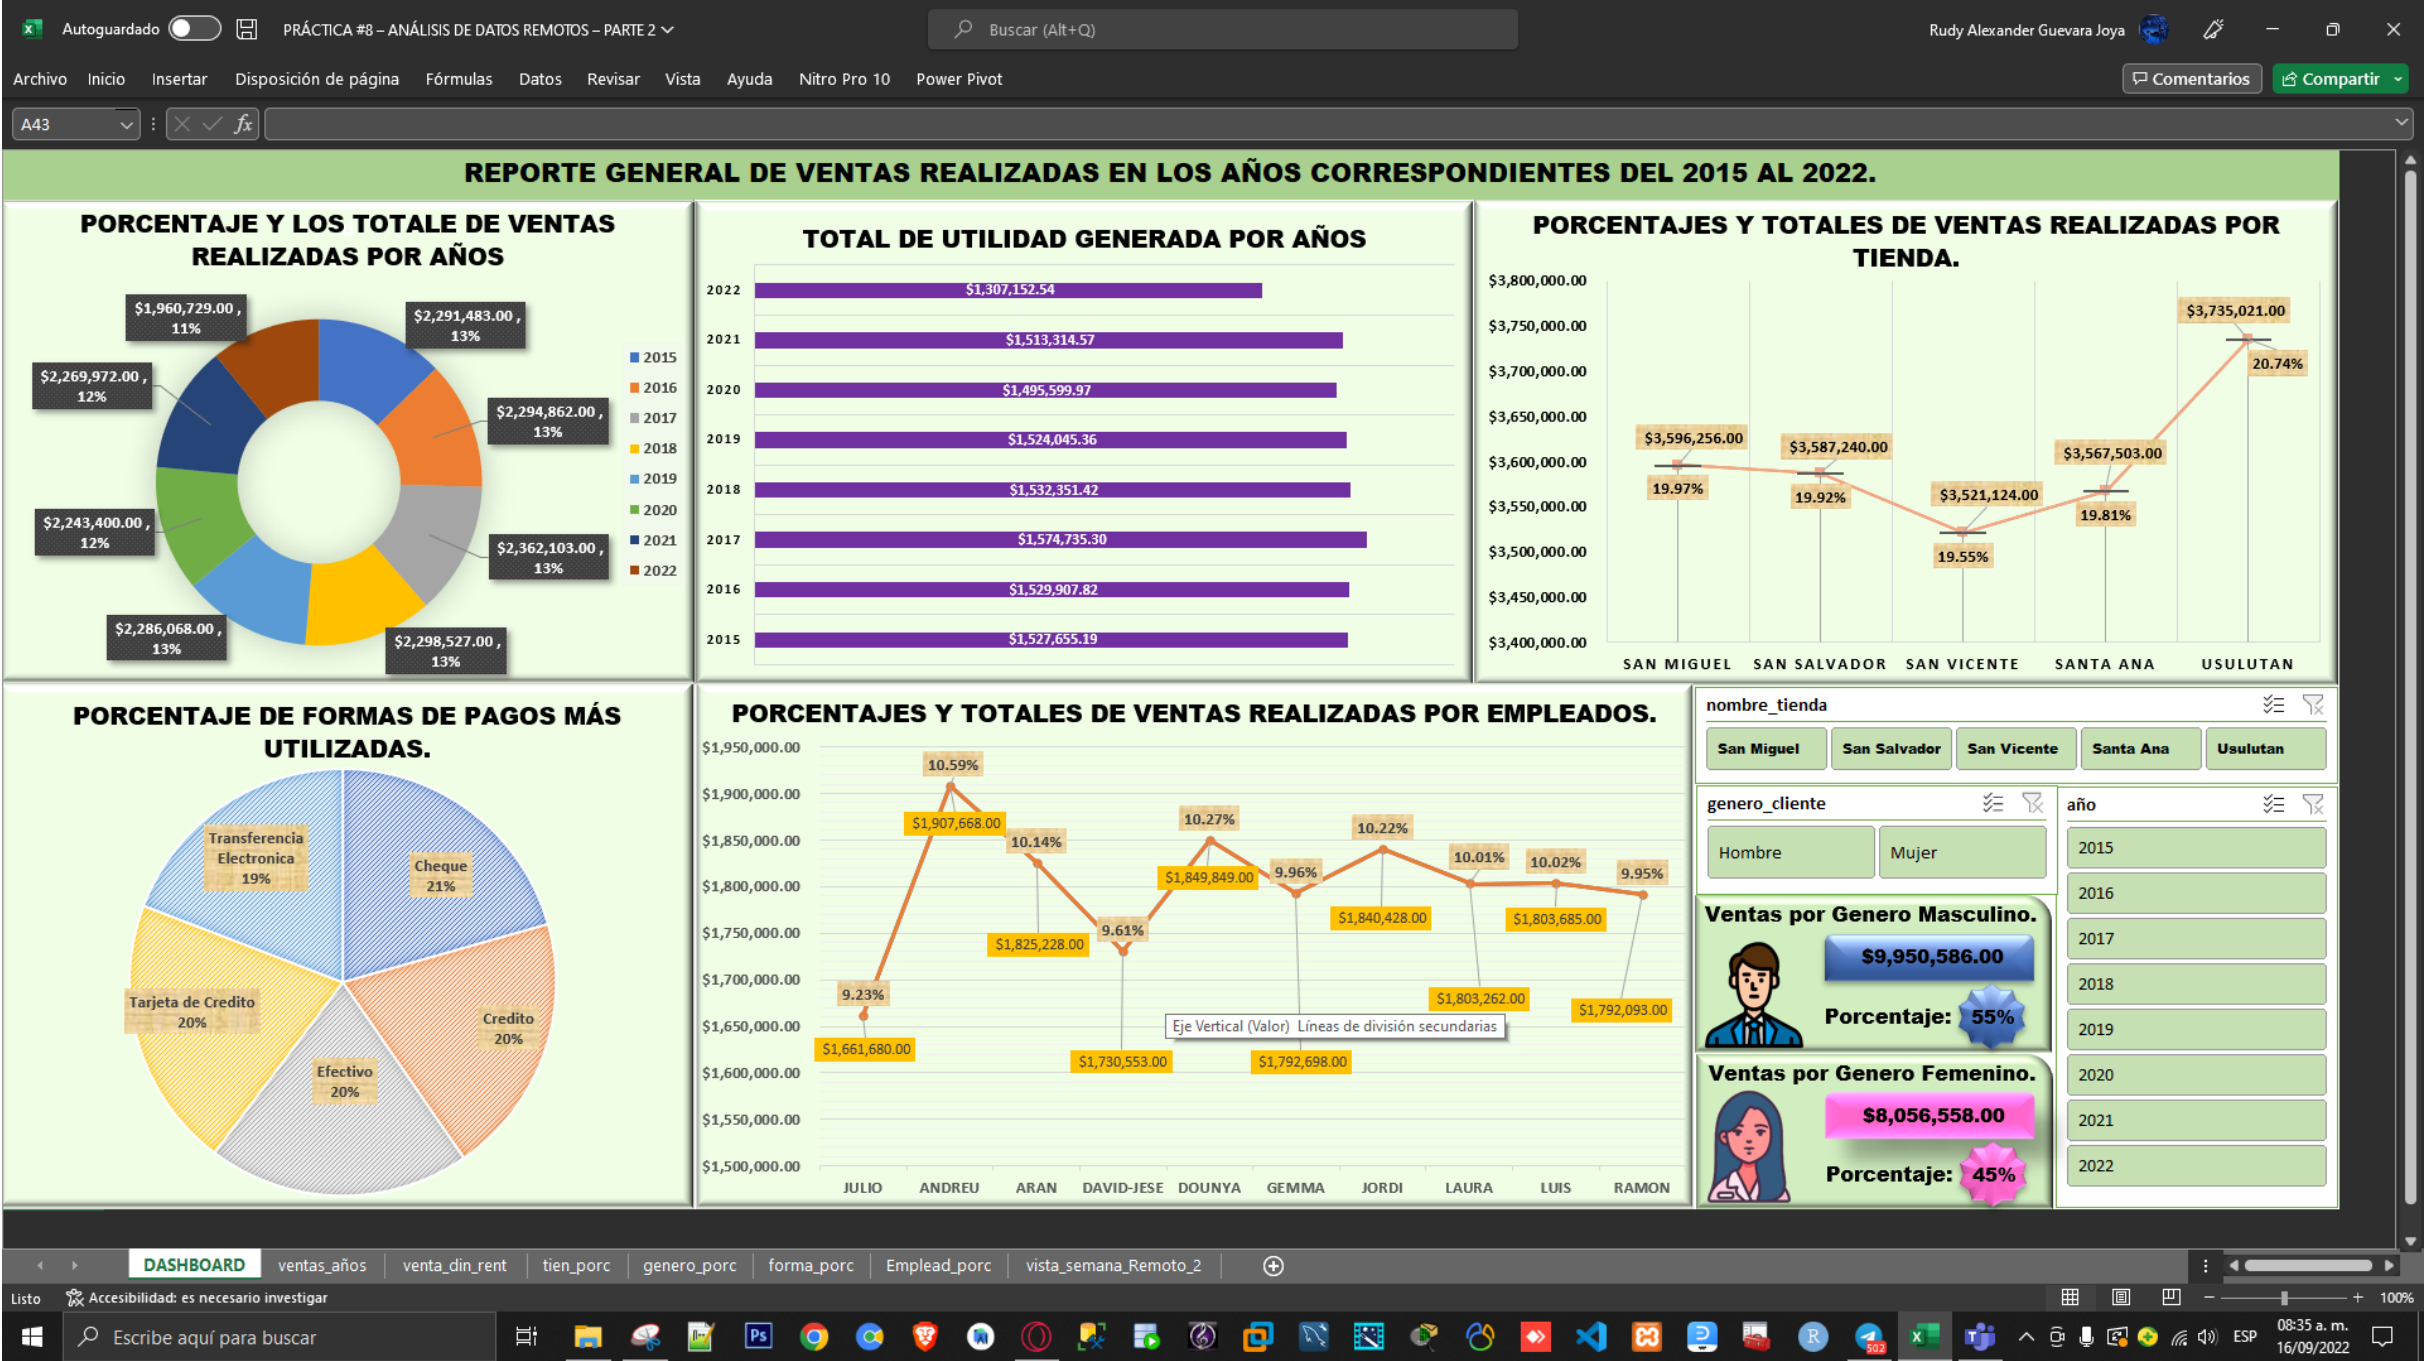 Autoguardado
PRÁCTICA #8 – ANÁLISIS DE DATOS REMOTOS – PARTE 2
Buscar (Alt+Q)
Rudy Alexander Guevara Joya
Archivo Inicio Insertar Disposición de página Fórmulas Datos Revisar Vista Ayuda Nitro Pro 10 Power Pivot
Comentarios
Compartir
A43
fx
REPORTE GENERAL DE VENTAS REALIZADAS EN LOS AÑOS CORRESPONDIENTES DEL 2015 AL 2022.
PORCENTAJE Y LOS TOTALE DE VENTAS
REALIZADAS POR AÑOS
$1,960,729.00 ,
11%
$2,291,483.00 ,
13%
$2,269,972.00 ,
12%
$2,294,862.00 ,
13%
$2,243,400.00 ,
12%
$2,362,103.00 ,
13%
$2,286,068.00 ,
13%
$2,298,527.00 ,
13%
2015
2016
2017
2018
2019
2020
2021
2022
TOTAL DE UTILIDAD GENERADA POR AÑOS
2022 $1,307,152.54
2021 $1,513,314.57
2020 $1,495,599.97
2019 $1,524,045.36
2018 $1,532,351.42
2017 $1,574,735.30
2016 $1,529,907.82
2015 $1,527,655.19
PORCENTAJES Y TOTALES DE VENTAS REALIZADAS POR
TIENDA.
$3,800,000.00
$3,750,000.00
$3,700,000.00
$3,650,000.00
$3,600,000.00
$3,550,000.00
$3,500,000.00
$3,450,000.00
$3,400,000.00
$3,596,256.00
19.97%
$3,587,240.00
19.92%
$3,521,124.00
19.55%
$3,567,503.00
19.81%
$3,735,021.00
20.74%
SAN MIGUEL SAN SALVADOR SAN VICENTE SANTA ANA USULUTAN
PORCENTAJE DE FORMAS DE PAGOS MÁS
UTILIZADAS.
Transferencia
Electronica
19%
Cheque
21%
Tarjeta de Credito
20%
Credito
20%
Efectivo
20%
PORCENTAJES Y TOTALES DE VENTAS REALIZADAS POR EMPLEADOS.
$1,950,000.00
$1,900,000.00
$1,850,000.00
$1,800,000.00
$1,750,000.00
$1,700,000.00
$1,650,000.00
$1,600,000.00
$1,550,000.00
$1,500,000.00
9.23%
$1,661,680.00
10.59%
$1,907,668.00
10.14%
$1,825,228.00
9.61%
$1,730,553.00
10.27%
$1,849,849.00
9.96%
$1,792,698.00
10.22%
$1,840,428.00
10.01%
$1,803,262.00
10.02%
$1,803,685.00
9.95%
$1,792,093.00
Eje Vertical (Valor) Líneas de división secundarias
JULIO ANDREU ARAN DAVID-JESE DOUNYA GEMMA JORDI LAURA LUIS RAMON
nombre_tienda
San Miguel San Salvador San Vicente Santa Ana Usulutan
genero_cliente
Hombre Mujer
Ventas por Genero Masculino.
$9,950,586.00
Porcentaje: 55%
Ventas por Genero Femenino.
$8,056,558.00
Porcentaje: 45%
año
2015
2016
2017
2018
2019
2020
2021
2022
DASHBOARD ventas_años venta_din_rent tien_porc genero_porc forma_porc Emplead_porc vista_semana_Remoto_2
Listo Accesibilidad: es necesario investigar
100%
Escribe aquí para buscar
Ps
R
502
ESP
08:35 a. m.
16/09/2022